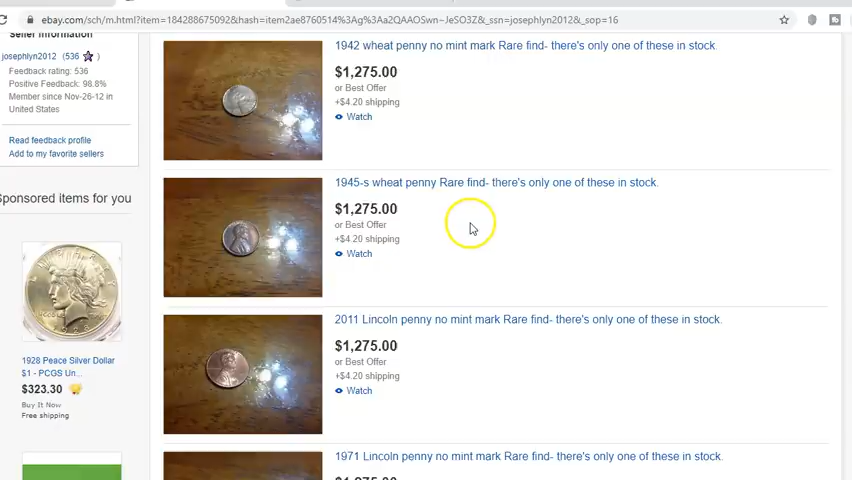 ebay.com/sch/m.html?item=184288675092&hash=item2ae8760514%3Ag%3Aa2QAAOSwn~JeSO3Z&_ssn=josephlyn2012&_sop=16
Seller information
josephlyn2012 (536 )
Feedback rating: 536
Positive Feedback: 98.8%
Member since Nov-26-12 in
United States
Read feedback profile
Add to my favorite sellers
Sponsored items for you
1928 Peace Silver Dollar
$1 - PCGS Un...
$323.30
Buy It Now
Free shipping
1942 wheat penny no mint mark Rare find- there's only one of these in stock.
$1,275.00
or Best Offer
+$4.20 shipping
Watch
1945-s wheat penny Rare find- there's only one of these in stock.
$1,275.00
or Best Offer
+$4.20 shipping
Watch
2011 Lincoln penny no mint mark Rare find- there's only one of these in stock.
$1,275.00
or Best Offer
+$4.20 shipping
Watch
1971 Lincoln penny no mint mark Rare find- there's only one of these in stock.
$1,275.00